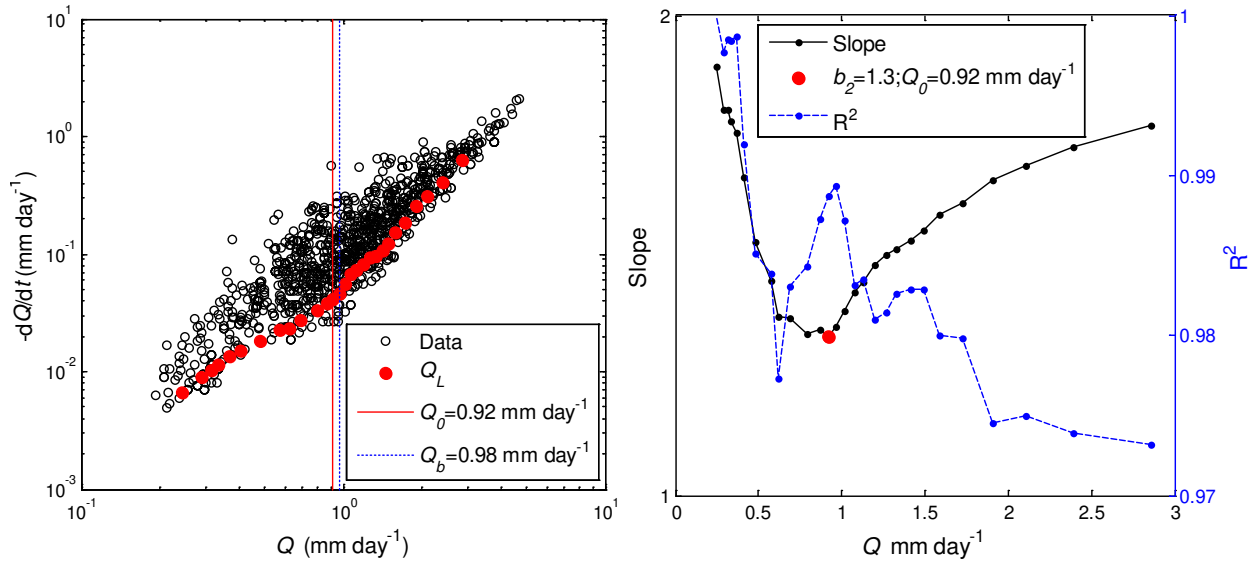 10^1
10^0
10^-1
10^-2
10^-3
-dQ/dt (mm day^-1)
Data
Q_L
Q_0=0.92 mm day^-1
Q_b=0.98 mm day^-1
10^-1
10^0
10^1
Q (mm day^-1)
2
1
Slope
Slope
b_2=1.3;Q_0=0.92 mm day^-1
R^2
1
0.99
0.98
0.97
R^2
0
0.5
1
1.5
2
2.5
3
Q mm day^-1